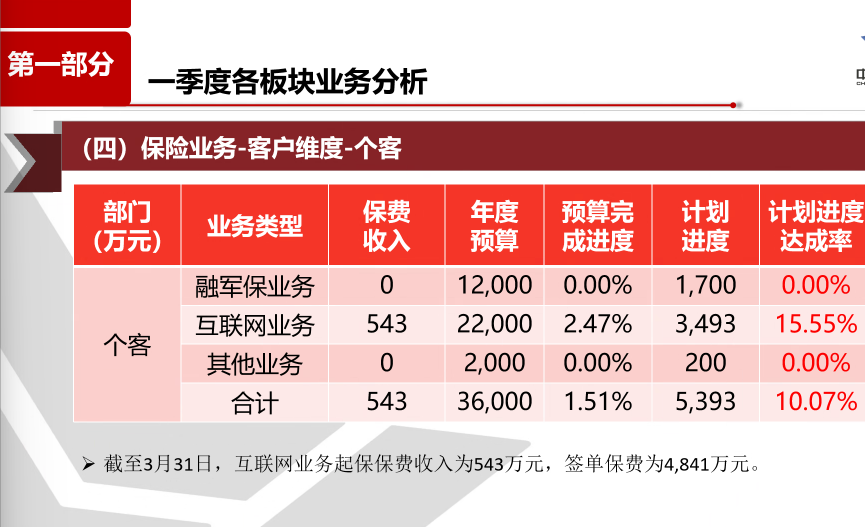 第一部分
一季度各板块业务分析
（四）保险业务-客户维度-个客
部门（万元） 业务类型 保费收入 年度预算 预算完成进度 计划进度 计划进度达成率
个客 融军保业务 0 12,000 0.00% 1,700 0.00%
互联网业务 543 22,000 2.47% 3,493 15.55%
其他业务 0 2,000 0.00% 200 0.00%
合计 543 36,000 1.51% 5,393 10.07%
➢ 截至3月31日，互联网业务起保保费收入为543万元，签单保费为4,841万元。